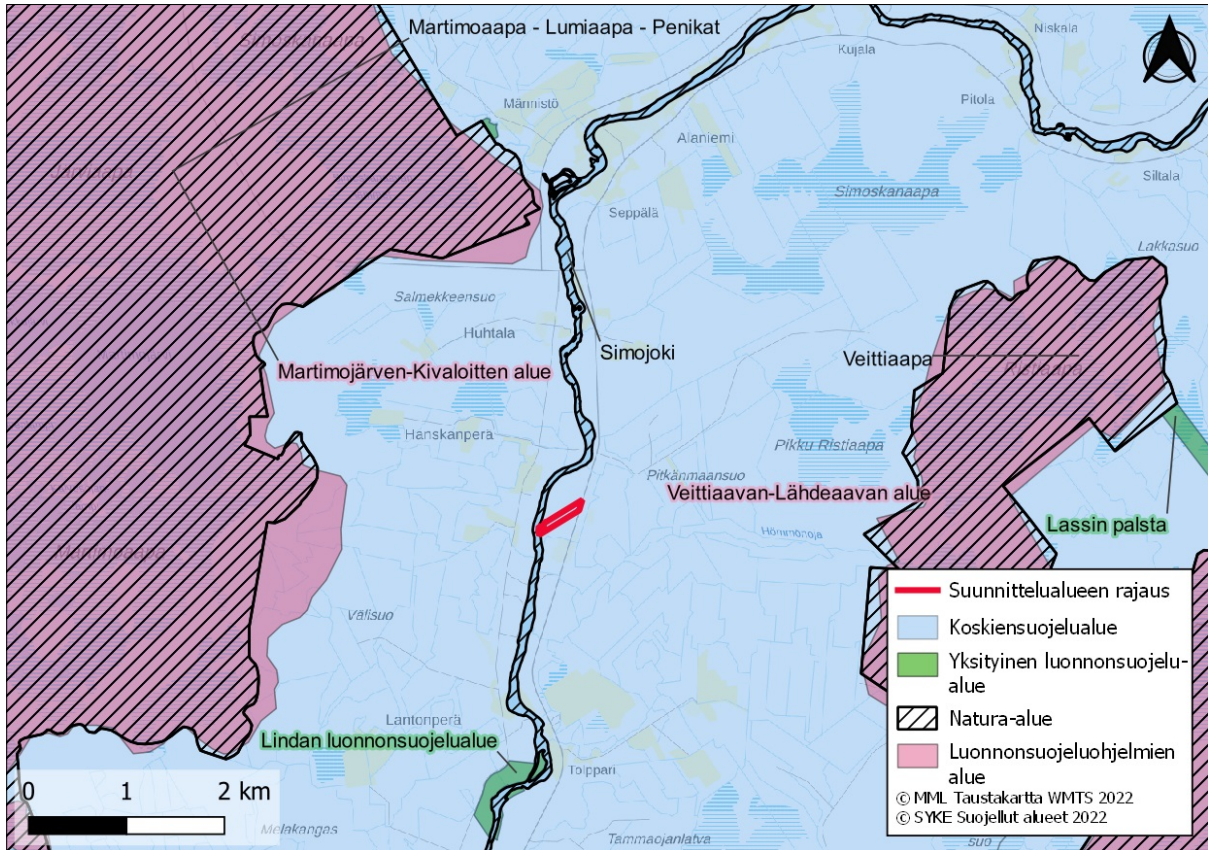 Martimoaapa - Lumiaapa - Penikat
Niskala
Kujala
Männistö
Pitola
Alaniemi
Siltala
Simoskanaapa
Seppälä
Lakkasuo
Salmekkeensuo
Huhtala
Simojoki
Veittiaapa
Ristiaapa
Martimojärven-Kivaloitten alue
Hanskanperä
Pikku Ristiaapa
Pitkänmaansuo
Veittiaavan-Lähdeaavan alue
Lassin palsta
Hömmönoja
Välisuo
Lantonperä
Lindan luonnonsuojelualue
Toippari
Melakangas
Tammaojanlatva
suo
0 1 2 km
Suunnittelualueen rajaus
Koskiensuojelualue
Yksityinen luonnonsuojelu-
alue
Natura-alue
Luonnonsuojeluohjelmien
alue
© MML Taustakartta WMTS 2022
© SYKE Suojellut alueet 2022